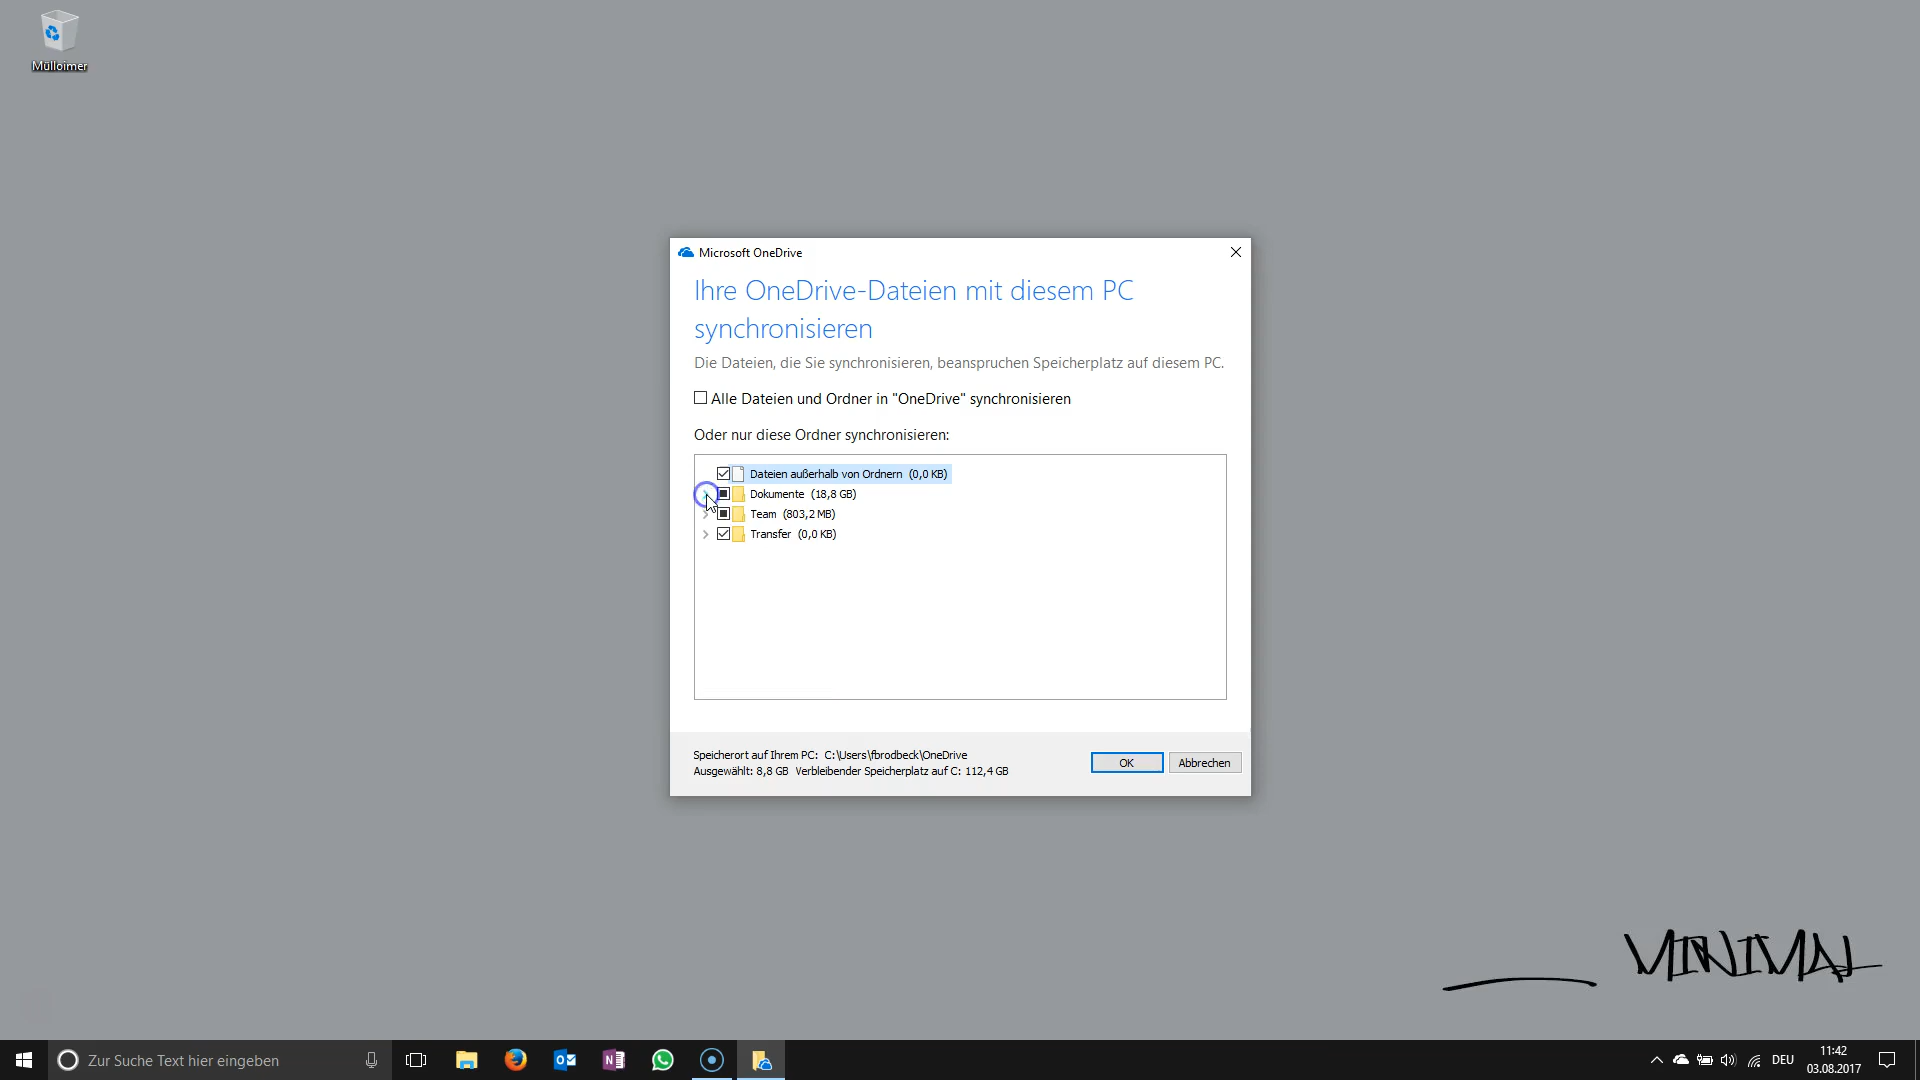 Mülloimer
Microsoft OneDrive
Ihre OneDrive-Dateien mit diesem PC
synchronisieren
Die Dateien, die Sie synchronisieren, beanspruchen Speicherplatz auf diesem PC.
Alle Dateien und Ordner in "OneDrive" synchronisieren
Oder nur diese Ordner synchronisieren:
Dateien außerhalb von Ordnern (0,0 KB)
Dokumente (18,8 GB)
Team (803,2 MB)
Transfer (0,0 KB)
Speicherort auf Ihrem PC: C:\Users\fbrodbeck\OneDrive
Ausgewählt: 8,8 GB Verbleibender Speicherplatz auf C: 112,4 GB
OK
Abbrechen
MINIMAL
Zur Suche Text hier eingeben
DEU
11:42
03.08.2017